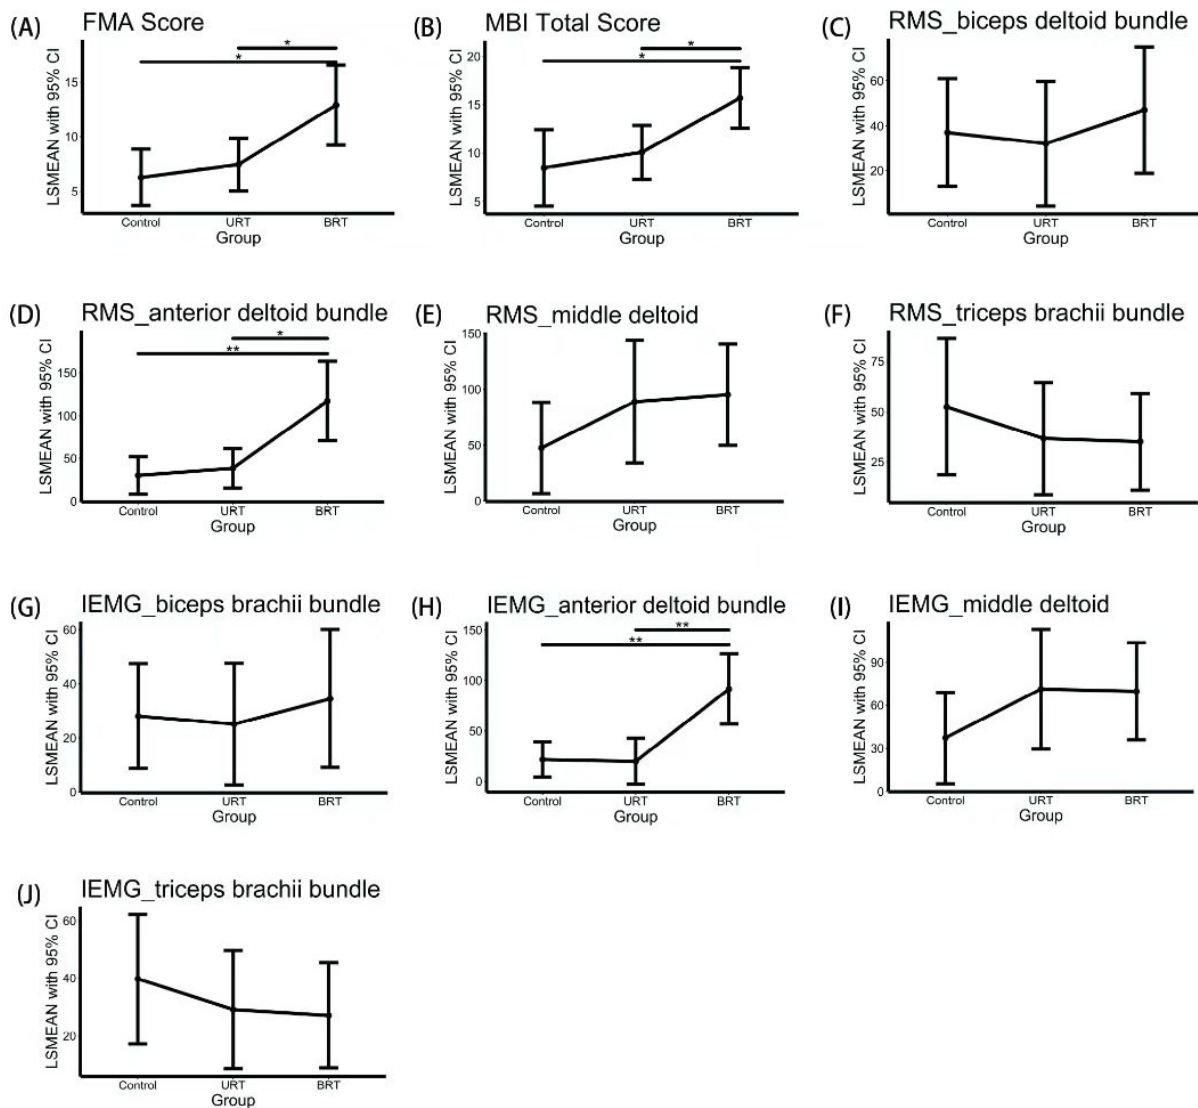 (A) FMA Score
LSMEAN with 95% CI
15
10
5
*
*
Control URT BRT
Group
(B) MBI Total Score
LSMEAN with 95% CI
20
15
10
5
*
*
Control URT BRT
Group
(C) RMS_biceps deltoid bundle
LSMEAN with 95% CI
60
40
20
Control URT BRT
Group
(D) RMS_anterior deltoid bundle
LSMEAN with 95% CI
150
100
50
0
*
**
Control URT BRT
Group
(E) RMS_middle deltoid
LSMEAN with 95% CI
150
100
50
0
Control URT BRT
Group
(F) RMS_triceps brachii bundle
LSMEAN with 95% CI
75
50
25
Control URT BRT
Group
(G) IEMG_biceps brachii bundle
LSMEAN with 95% CI
60
40
20
0
Control URT BRT
Group
(H) IEMG_anterior deltoid bundle
LSMEAN with 95% CI
150
100
50
0
**
**
Control URT BRT
Group
(I) IEMG_middle deltoid
LSMEAN with 95% CI
90
60
30
0
Control URT BRT
Group
(J) IEMG_triceps brachii bundle
LSMEAN with 95% CI
60
40
20
Control URT BRT
Group